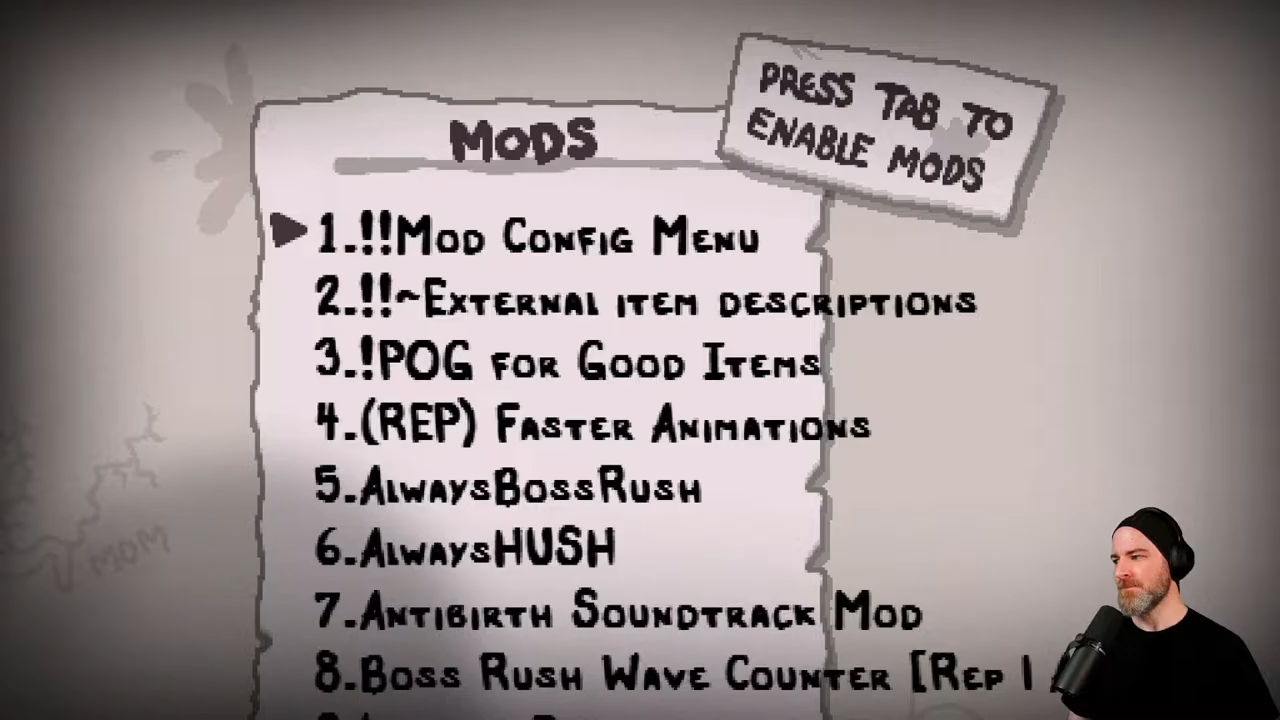 PRESS TAB TO
ENABLE MODS
MODS
1.!!Mod Config Menu
2.!!~External item descriptions
3.!POG for Good Items
4.(REP) Faster Animations
5.AlwaysBossRush
6.AlwaysHUSH
7.Antibirth Soundtrack Mod
8.Boss Rush Wave Counter [Rep
MOM